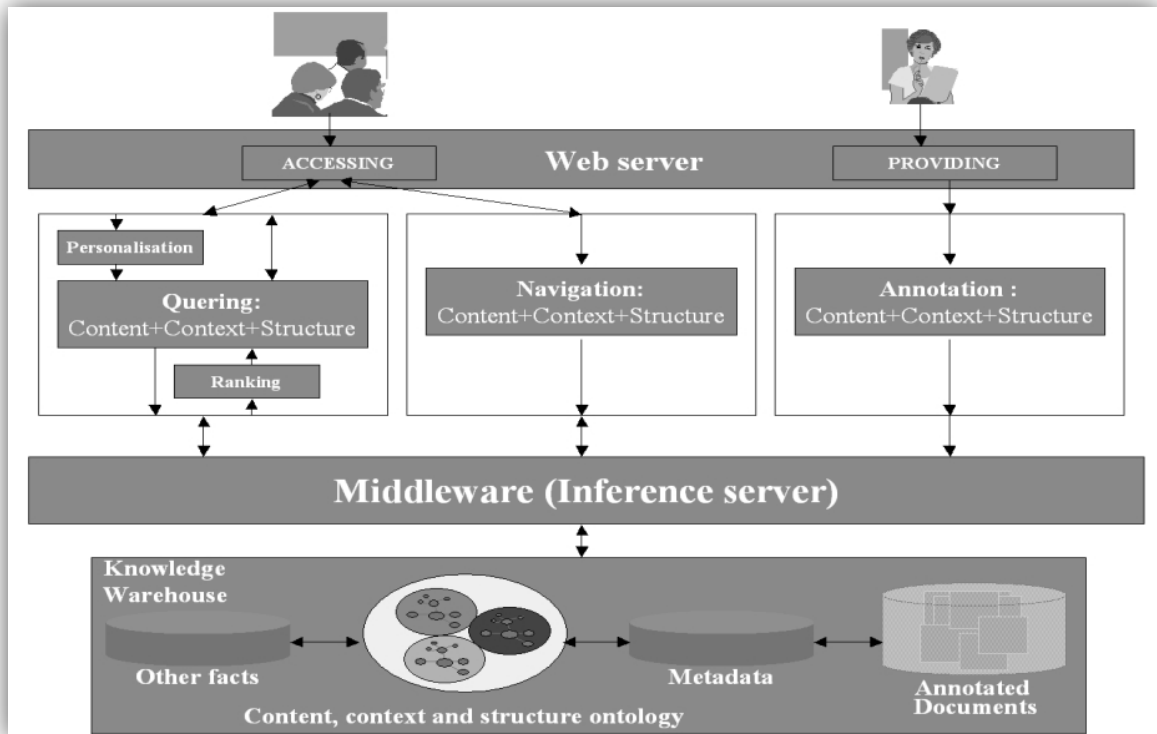 ACCESSING
Web server
PROVIDING
Personalisation
Quering:
Content+Context+Structure
Ranking
Navigation:
Content+Context+Structure
Annotation :
Content+Context+Structure
Middleware (Inference server)
Knowledge
Warehouse
Other facts
Metadata
Annotated
Documents
Content, context and structure ontology